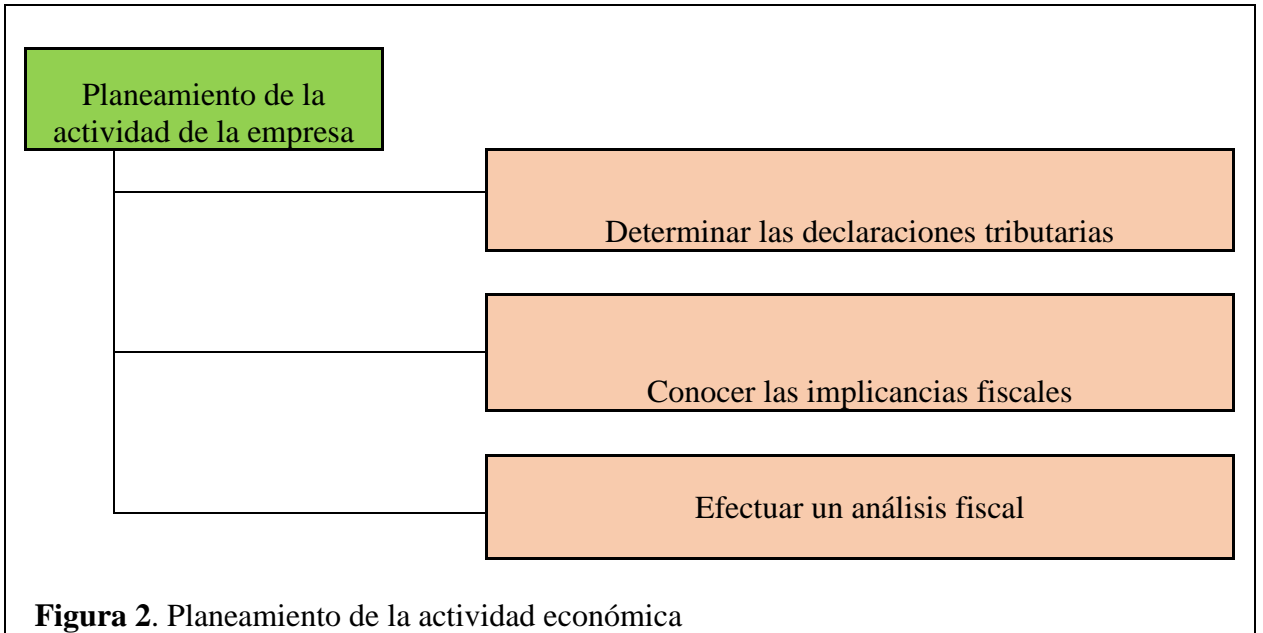 Planeamiento de la
actividad de la empresa
Determinar las declaraciones tributarias
Conocer las implicancias fiscales
Efectuar un análisis fiscal
Figura 2. Planeamiento de la actividad económica